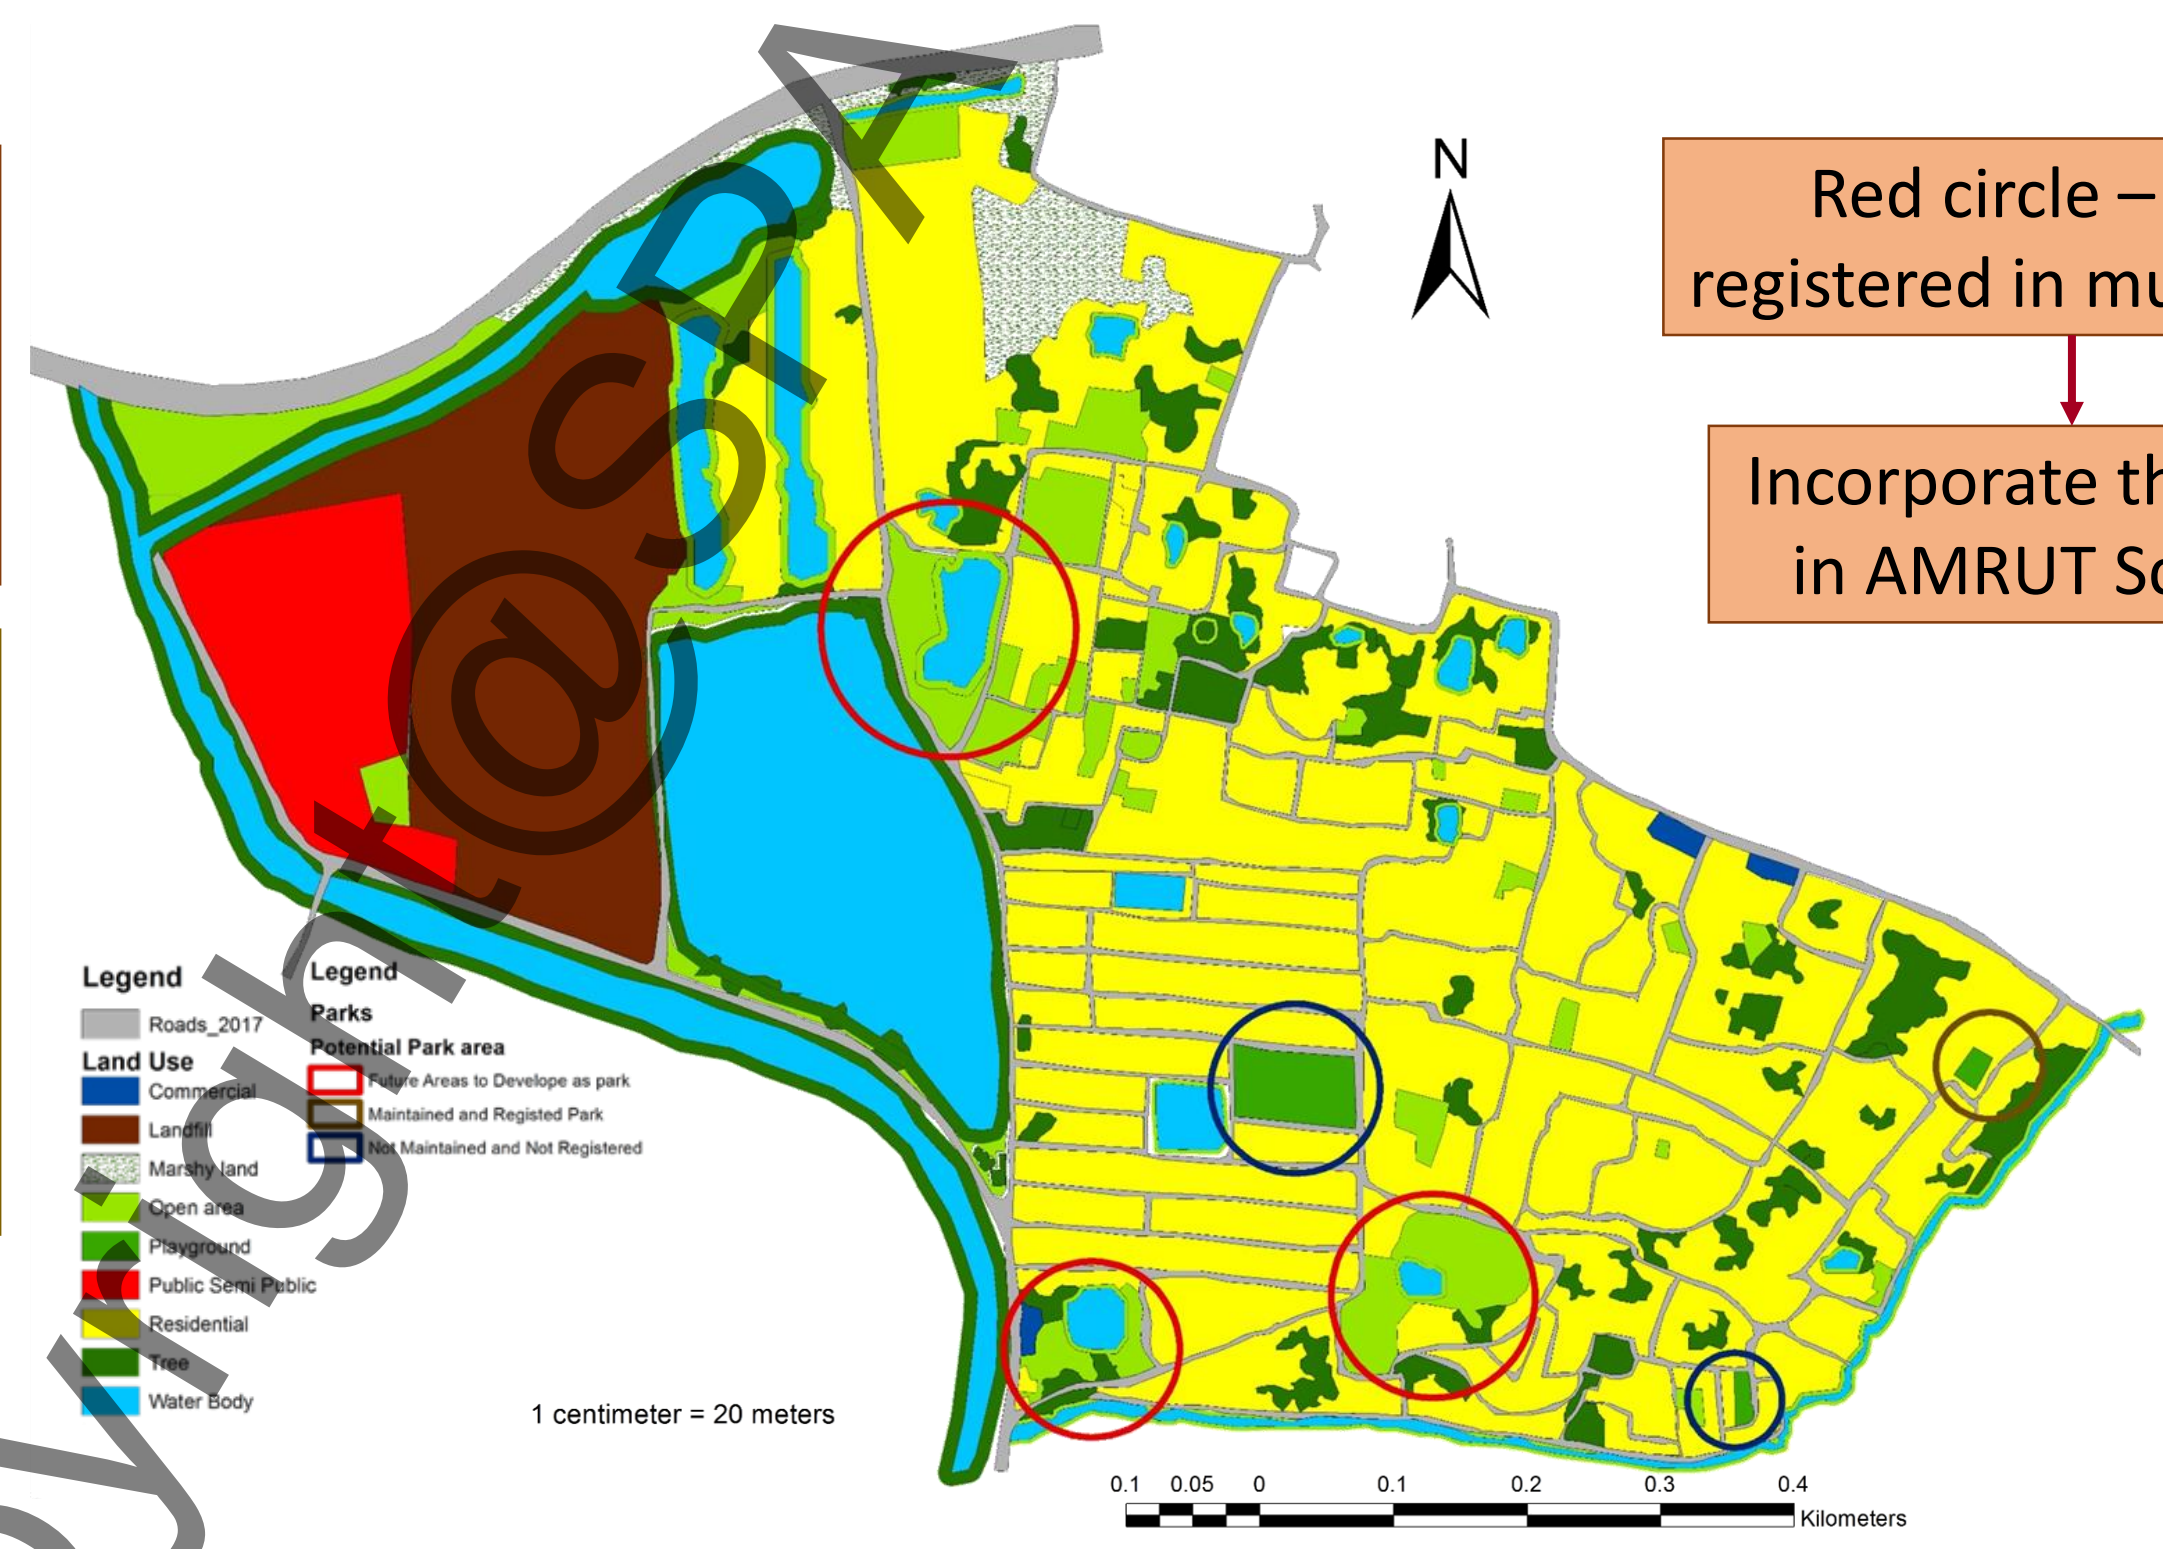 N
Red circle –
registered in mu
Incorporate th
in AMRUT Sc
Legend
Roads_2017
Land Use
Commercial
Landfill
Marshy land
Open area
Playground
Public Semi Public
Residential
Tree
Water Body
Legend
Parks
Potential Park area
Future Areas to Develope as park
Maintained and Registed Park
Not Maintained and Not Registered
1 centimeter = 20 meters
0.1 0.05 0 0.1 0.2 0.3 0.4
Kilometers
yright@SPA